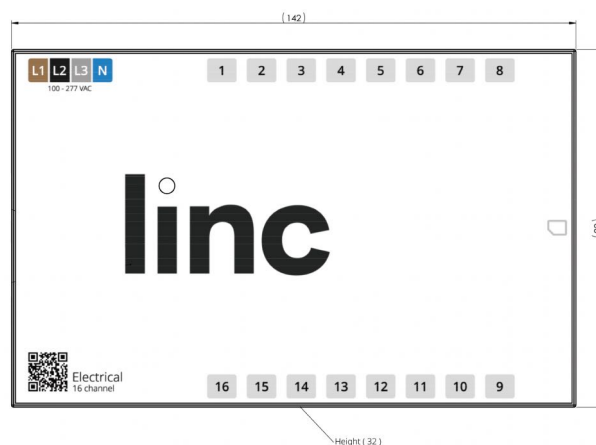 (142)
L1 L2 L3 N 1 2 3 4 5 6 7 8
100 - 277 VAC
linc
Electrical
16 channel
16 15 14 13 12 11 10 9
Height (32)